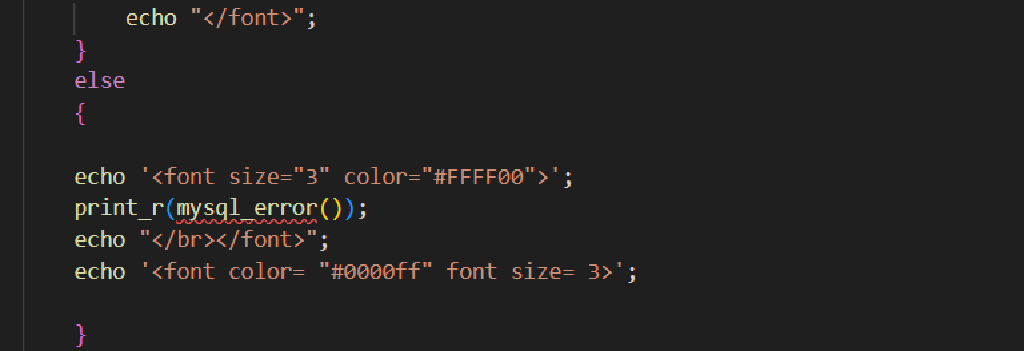 echo "</font>";
}
else
{
echo '<font size="3" color="#FFFF00">';
print_r(mysql_error());
echo "</br></font>";
echo '<font color= "#0000ff" font size= 3>';
}